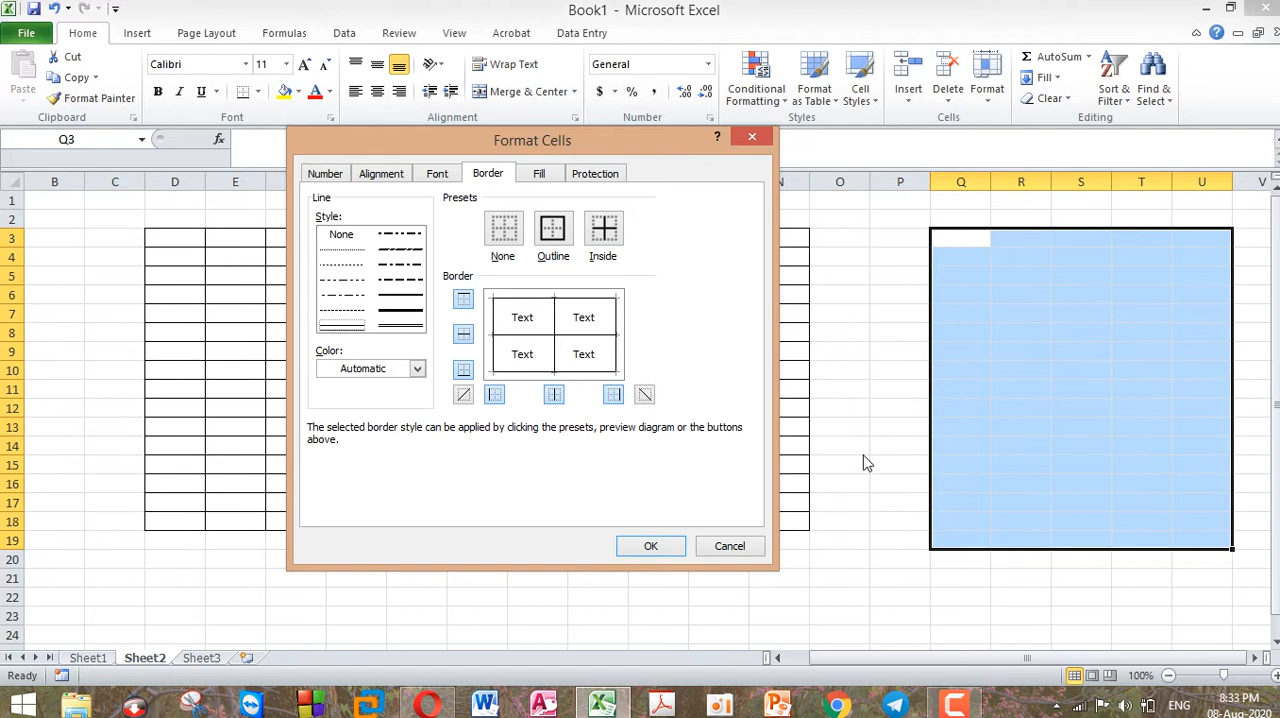 Book1 - Microsoft Excel
File Home Insert Page Layout Formulas Data Review View Acrobat Data Entry
Paste
Cut
Copy
Format Painter
Clipboard
Calibri 11
B I U
Font
Wrap Text
Merge & Center
Alignment
General
$ % ,
Number
Conditional Formatting
Format as Table
Cell Styles
Styles
Insert Delete Format
Cells
Σ AutoSum
Fill
Clear
Sort & Filter
Find & Select
Editing
Q3 fx
B C D E N O P Q R S T U V
1
2
3
4
5
6
7
8
9
10
11
12
13
14
15
16
17
18
19
20
21
22
23
24
Format Cells
Number Alignment Font Border Fill Protection
Line
Style:
None
Color:
Automatic
Presets
None Outline Inside
Border
Text Text
Text Text
The selected border style can be applied by clicking the presets, preview diagram or the buttons
above.
OK Cancel
Sheet1 Sheet2 Sheet3
Ready 100%
ENG
8:33 PM
08-Aug-2020